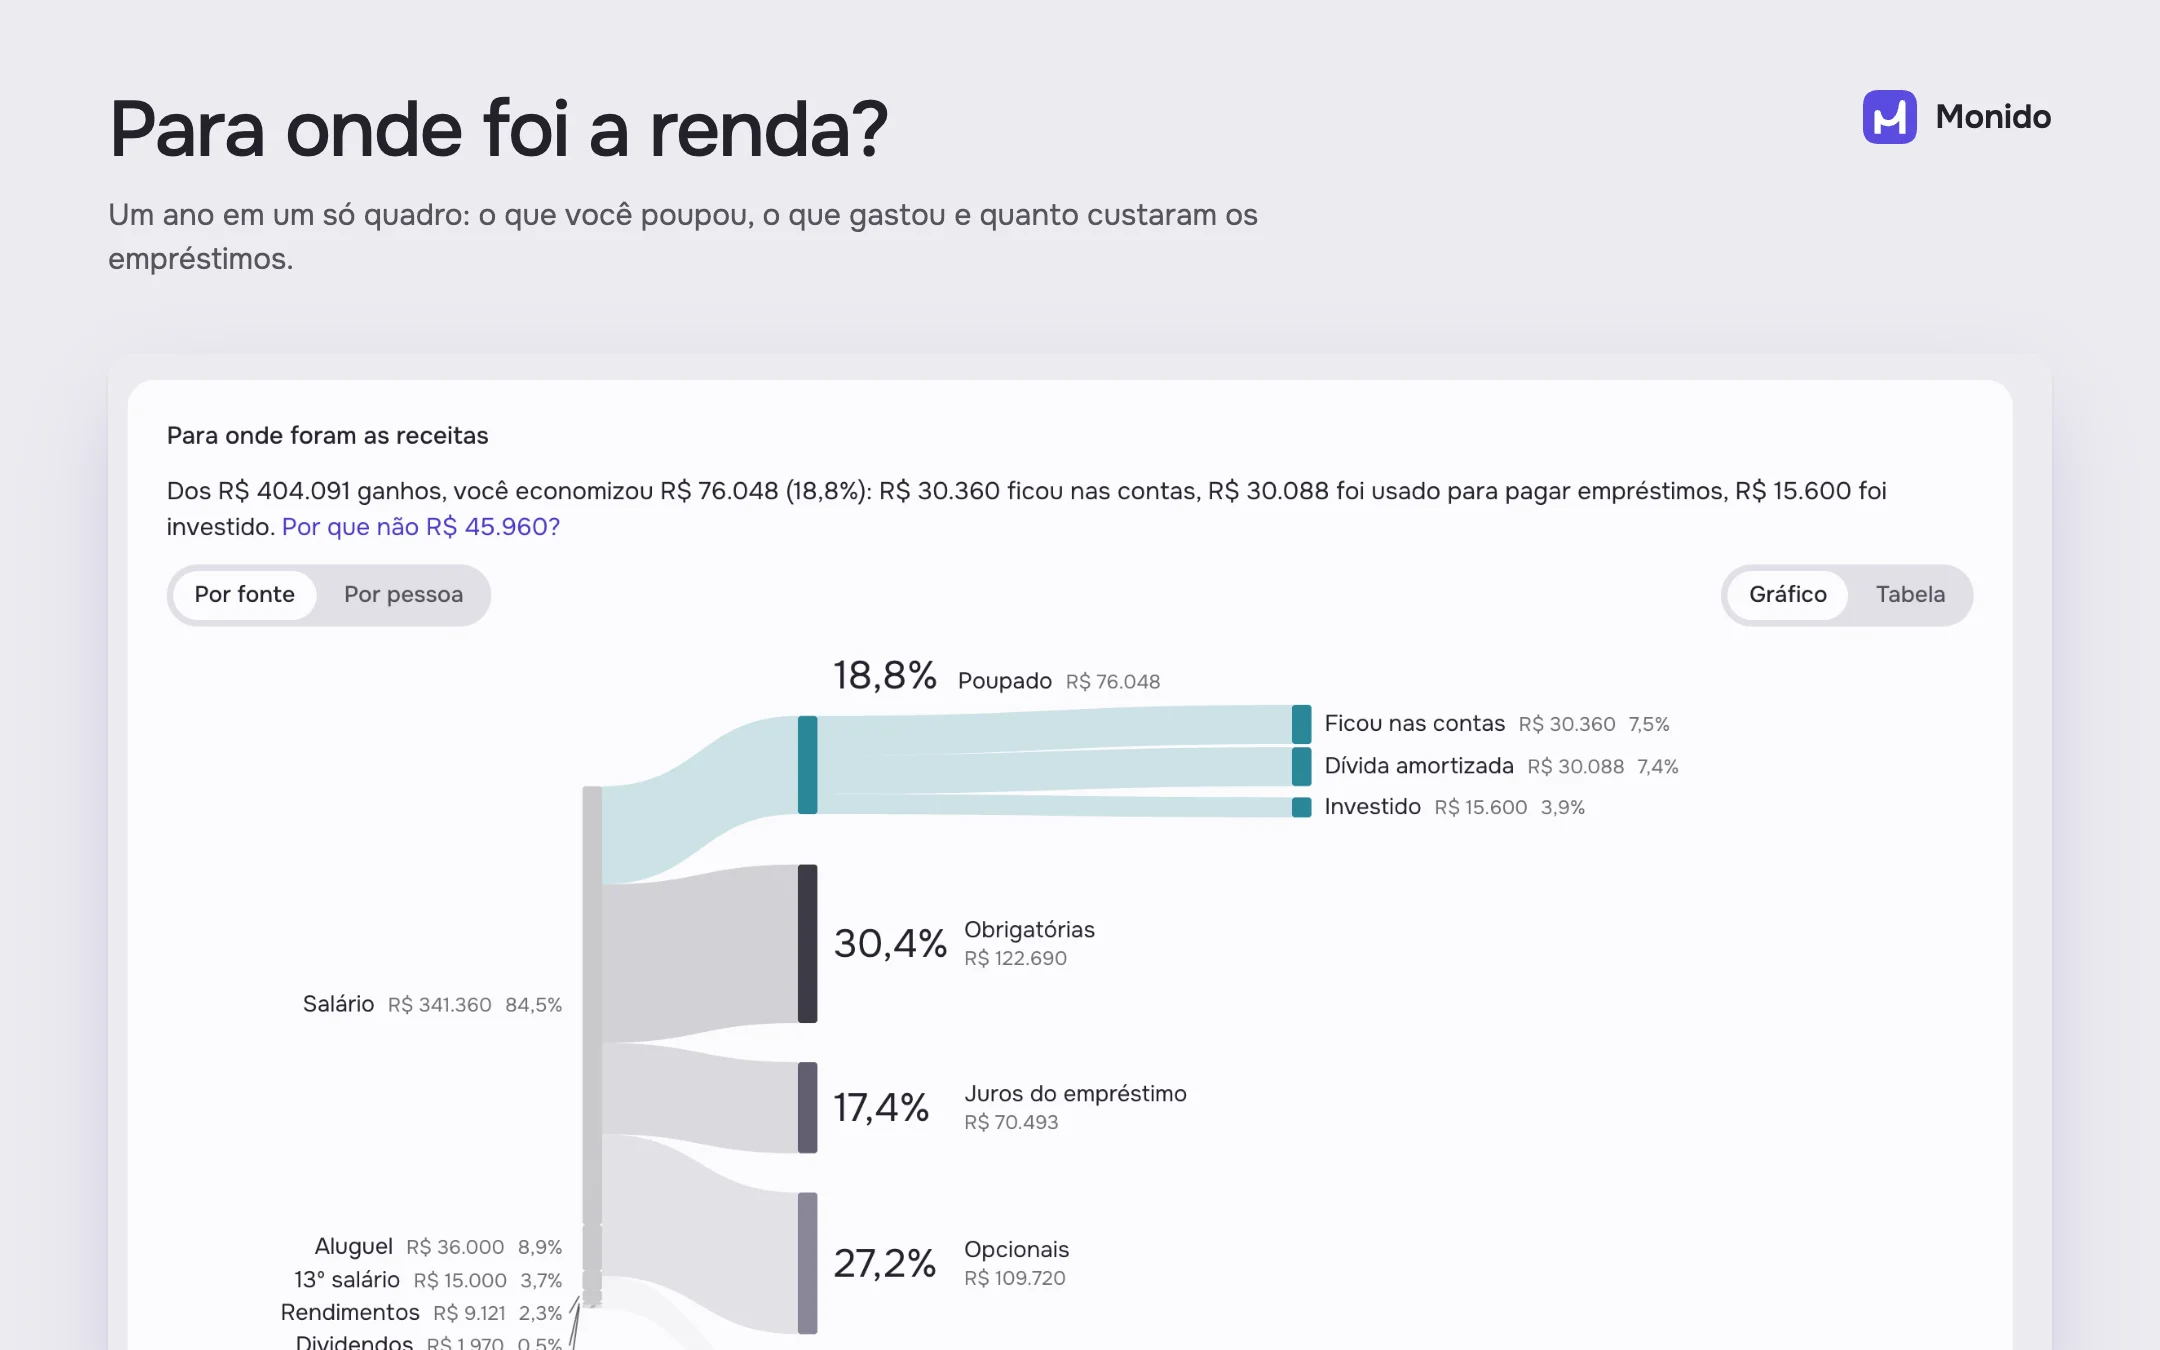 Para onde foi a renda?
Monido
Um ano em um só quadro: o que você poupou, o que gastou e quanto custaram os
empréstimos.
Para onde foram as receitas
Dos R$ 404.091 ganhos, você economizou R$ 76.048 (18,8%): R$ 30.360 ficou nas contas, R$ 30.088 foi usado para pagar empréstimos, R$ 15.600 foi
investido. Por que não R$ 45.960?
Por fonte Por pessoa
Gráfico Tabela
18,8% Poupado R$ 76.048
Ficou nas contas R$ 30.360 7,5%
Dívida amortizada R$ 30.088 7,4%
Investido R$ 15.600 3,9%
30,4% Obrigatórias
R$ 122.690
Salário R$ 341.360 84,5%
17,4% Juros do empréstimo
R$ 70.493
27,2% Opcionais
R$ 109.720
Aluguel R$ 36.000 8,9%
13º salário R$ 15.000 3,7%
Rendimentos R$ 9.121 2,3%
Dividendos R$ 1.970 0,5%